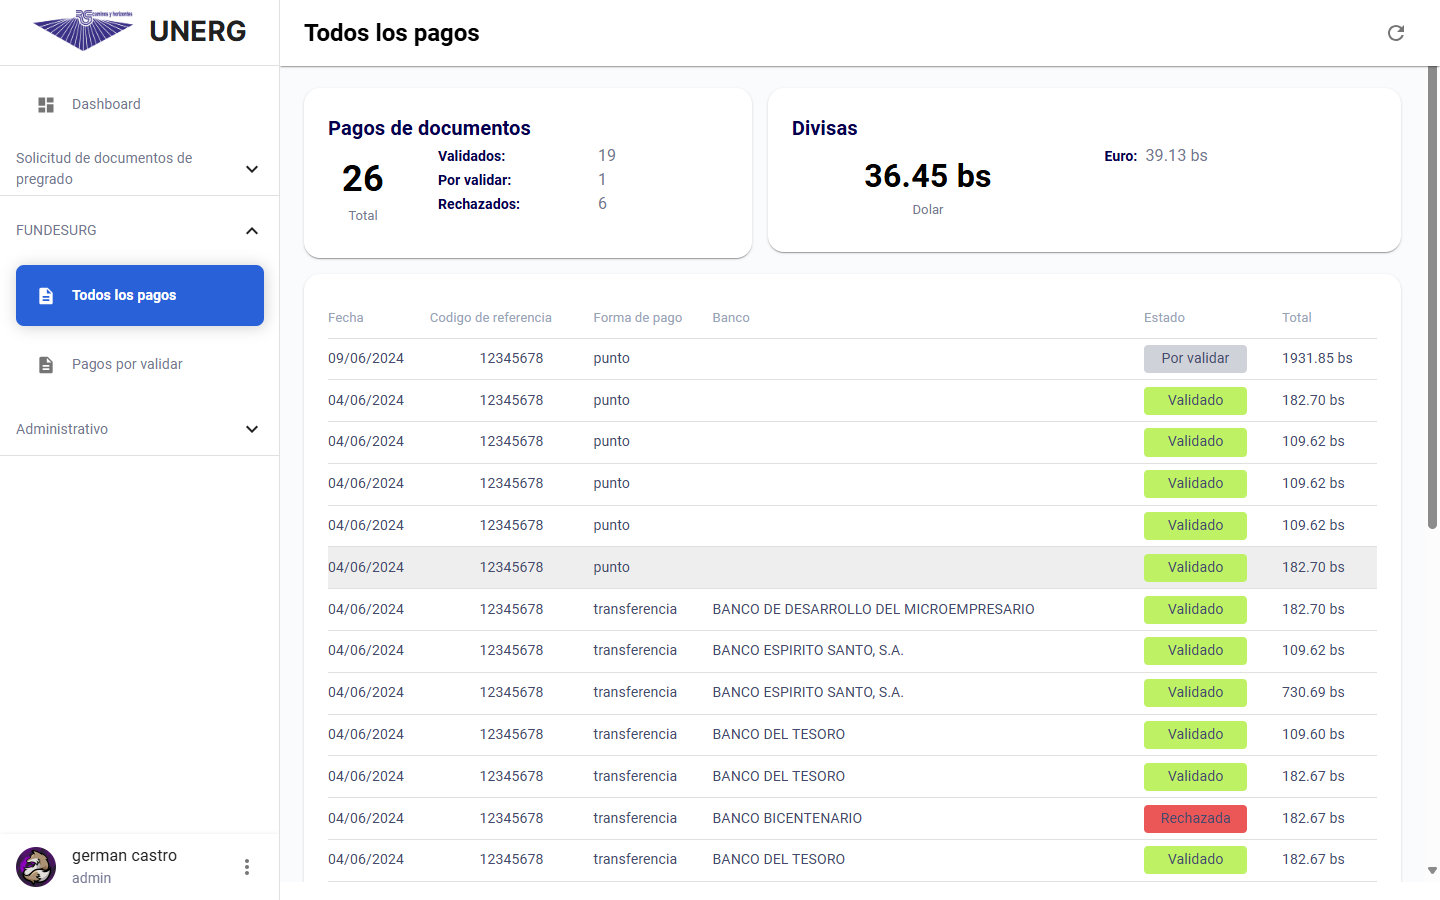 caminos y horizontes
UNERG
Todos los pagos
Dashboard
Solicitud de documentos de
pregrado
FUNDESURG
Todos los pagos
Pagos por validar
Administrativo
german castro
admin
Pagos de documentos
26
Total
Validados: 19
Por validar: 1
Rechazados: 6
Divisas
36.45 bs
Dolar
Euro: 39.13 bs
Fecha Codigo de referencia Forma de pago Banco Estado Total
09/06/2024 12345678 punto Por validar 1931.85 bs
04/06/2024 12345678 punto Validado 182.70 bs
04/06/2024 12345678 punto Validado 109.62 bs
04/06/2024 12345678 punto Validado 109.62 bs
04/06/2024 12345678 punto Validado 109.62 bs
04/06/2024 12345678 punto Validado 182.70 bs
04/06/2024 12345678 transferencia BANCO DE DESARROLLO DEL MICROEMPRESARIO Validado 182.70 bs
04/06/2024 12345678 transferencia BANCO ESPIRITO SANTO, S.A. Validado 109.62 bs
04/06/2024 12345678 transferencia BANCO ESPIRITO SANTO, S.A. Validado 730.69 bs
04/06/2024 12345678 transferencia BANCO DEL TESORO Validado 109.60 bs
04/06/2024 12345678 transferencia BANCO DEL TESORO Validado 182.67 bs
04/06/2024 12345678 transferencia BANCO BICENTENARIO Rechazada 182.67 bs
04/06/2024 12345678 transferencia BANCO DEL TESORO Validado 182.67 bs